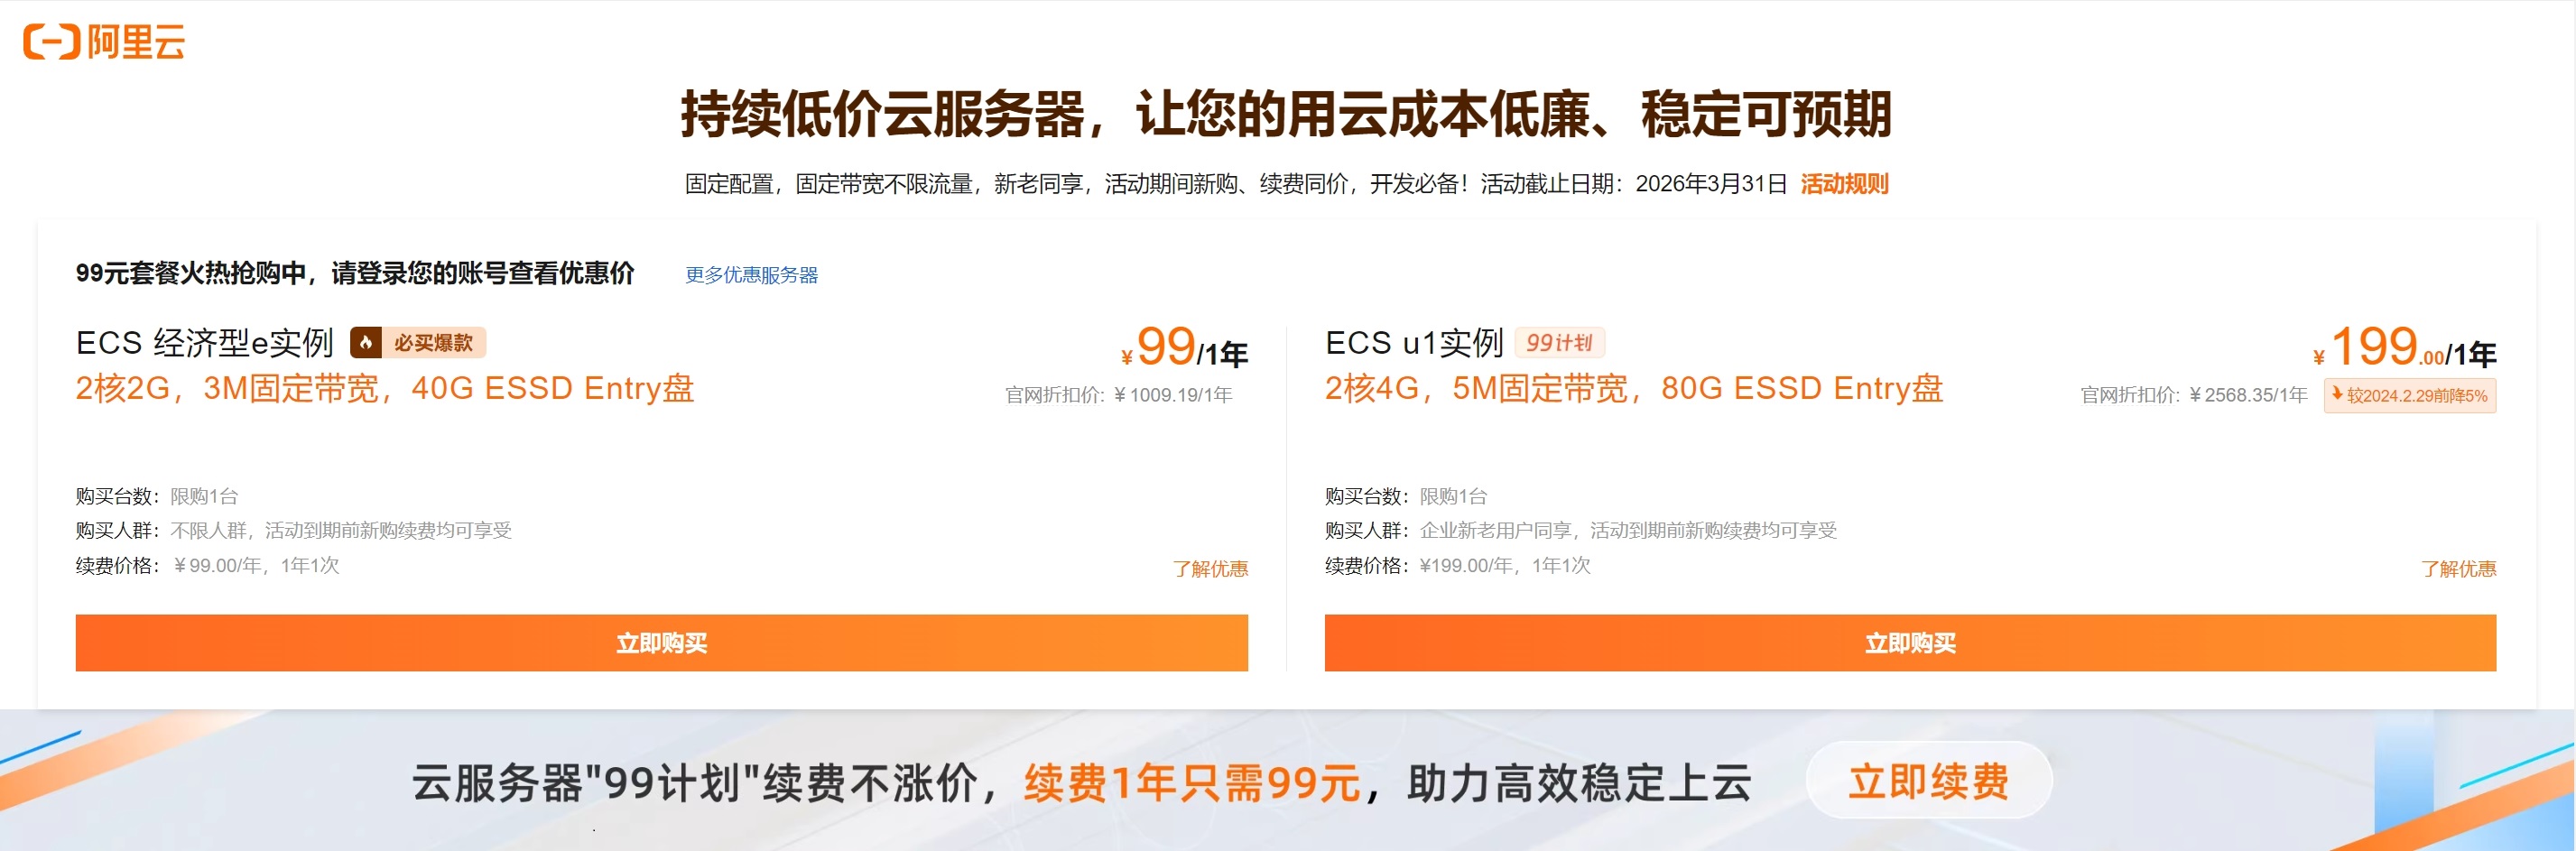 阿里云
持续低价云服务器，让您的用云成本低廉、稳定可预期
固定配置，固定带宽不限流量，新老同享，活动期间新购、续费同价，开发必备！活动截止日期：2026年3月31日 活动规则
99元套餐火热抢购中，请登录您的账号查看优惠价 更多优惠服务器
ECS 经济型e实例 必买爆款
¥99/1年
2核2G，3M固定带宽，40G ESSD Entry盘
官网折扣价: ¥1009.19/1年
购买台数：限购1台
购买人群：不限人群，活动到期前新购续费均可享受
续费价格：¥99.00/年，1年1次
了解优惠
立即购买
ECS u1实例 99计划
¥199.00/1年
2核4G，5M固定带宽，80G ESSD Entry盘
官网折扣价: ¥2568.35/1年 较2024.2.29前降5%
购买台数：限购1台
购买人群：企业新老用户同享，活动到期前新购续费均可享受
续费价格：¥199.00/年，1年1次
了解优惠
立即购买
云服务器"99计划"续费不涨价，续费1年只需99元，助力高效稳定上云 立即续费